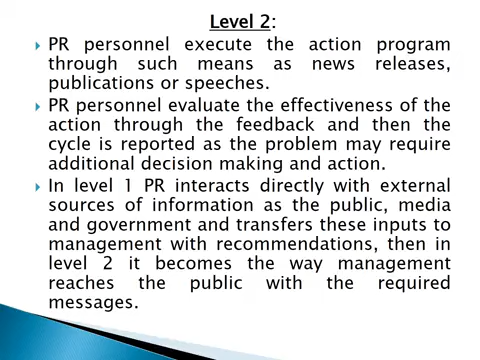 Level 2:
PR personnel execute the action program
through such means as news releases,
publications or speeches.
PR personnel evaluate the effectiveness of the
action through the feedback and then the
cycle is reported as the problem may require
additional decision making and action.
In level 1 PR interacts directly with external
sources of information as the public, media
and government and transfers these inputs to
management with recommendations, then in
level 2 it becomes the way management
reaches the public with the required
messages.